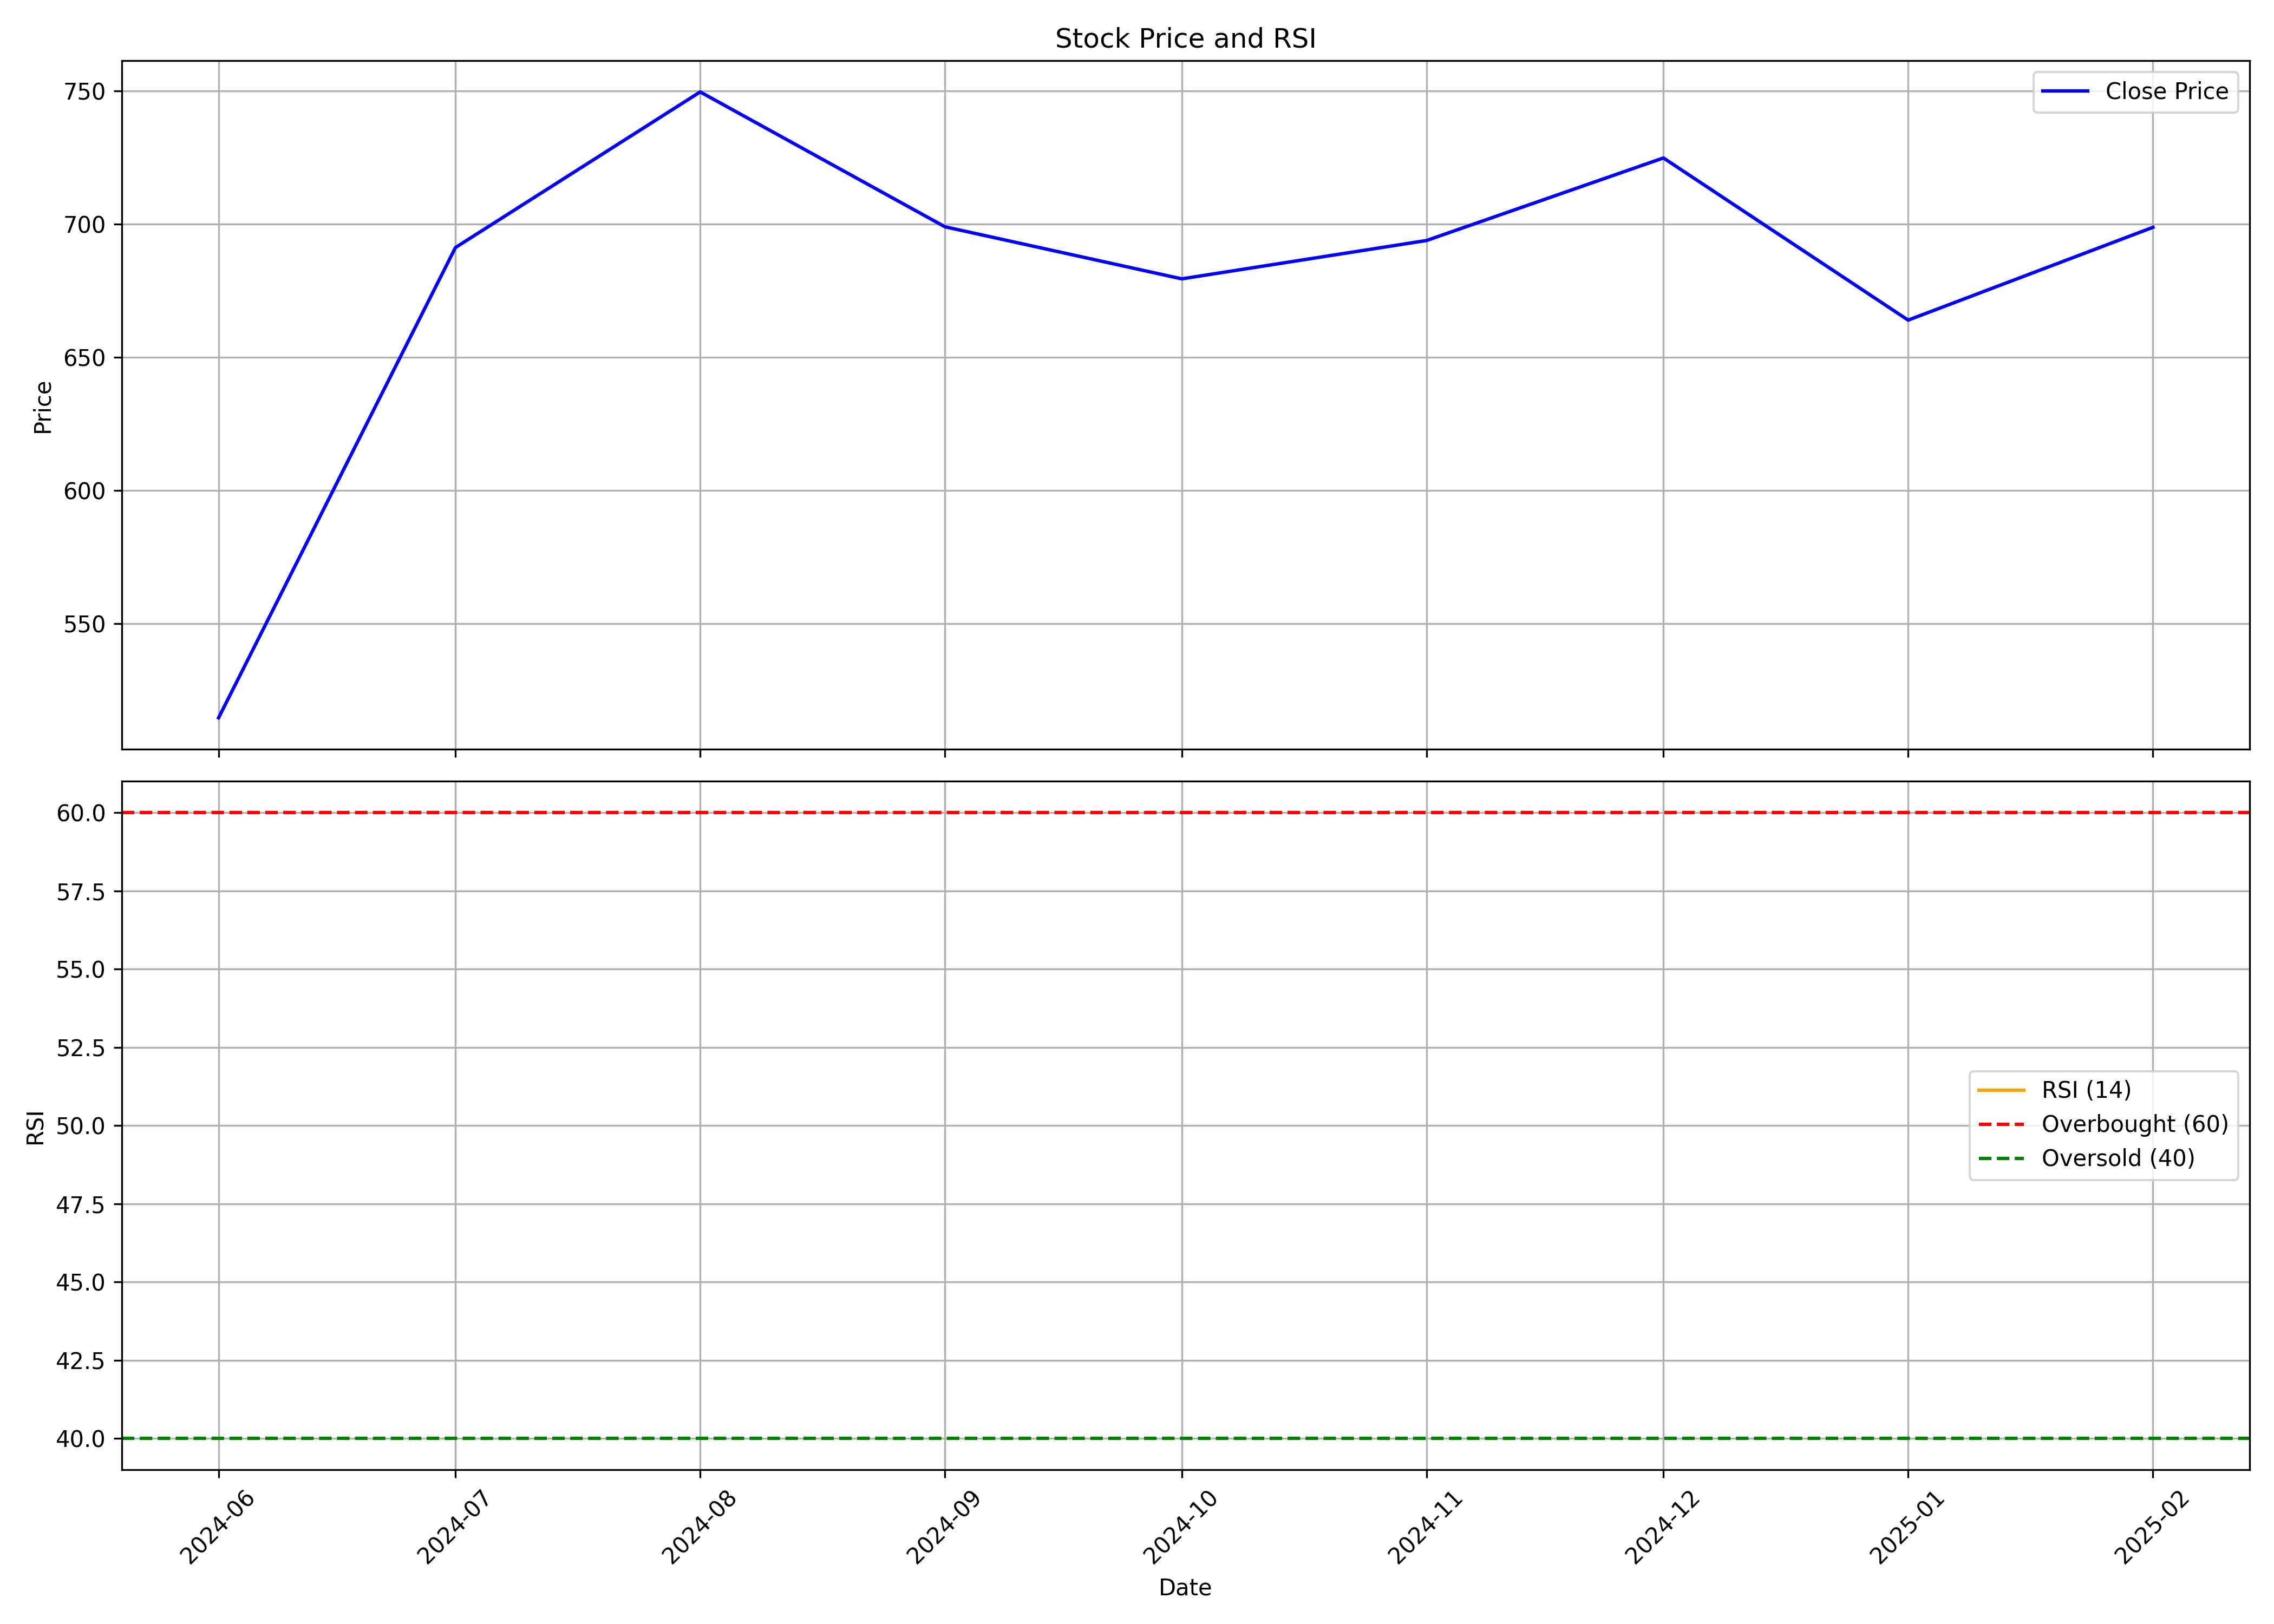 Stock Price and RSI
750
700
650
600
550
Price
Close Price
60.0
57.5
55.0
52.5
50.0
47.5
45.0
42.5
40.0
RSI
RSI (14)
Overbought (60)
Oversold (40)
2024-06
2024-07
2024-08
2024-09
2024-10
2024-11
2024-12
2025-01
2025-02
Date